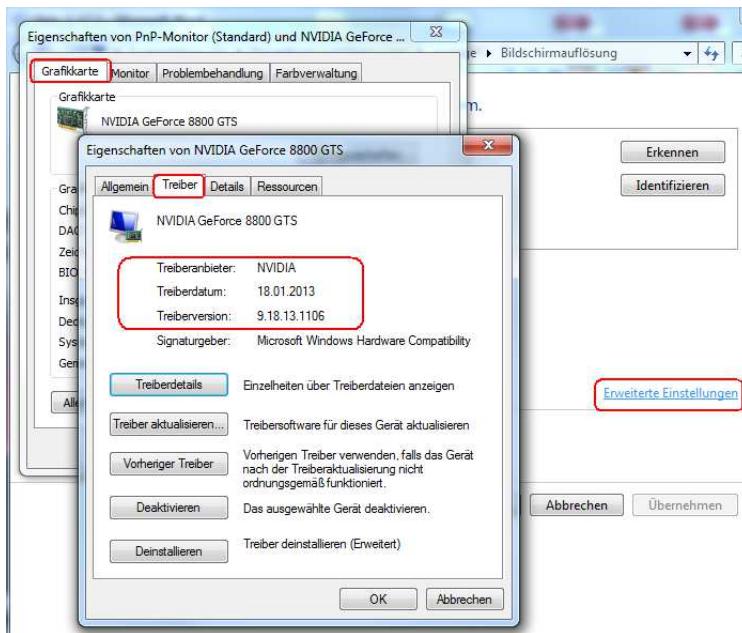 Eigenschaften von PnP-Monitor (Standard) und NVIDIA GeForce ...
Bildschirmauflösung
Grafikkarte Monitor Problembehandlung Farbverwaltung
Grafikkarte
NVIDIA GeForce 8800 GTS
Eigenschaften von NVIDIA GeForce 8800 GTS
Erkennen
Identifizieren
Allgemein Treiber Details Ressourcen
NVIDIA GeForce 8800 GTS
Treiberanbieter: NVIDIA
Treiberdatum: 18.01.2013
Treiberversion: 9.18.13.1106
Signaturgeber: Microsoft Windows Hardware Compatibility
Treiberdetails Einzelheiten über Treiberdateien anzeigen
Erweiterte Einstellungen
Treiber aktualisieren... Treibersoftware für dieses Gerät aktualisieren
Vorheriger Treiber Vorherigen Treiber verwenden, falls das Gerät
nach der Treiberaktualisierung nicht
ordnungsgemäß funktioniert.
Deaktivieren Das ausgewählte Gerät deaktivieren.
Abbrechen Übernehmen
Deinstallieren Treiber deinstallieren (Erweitert)
OK Abbrechen